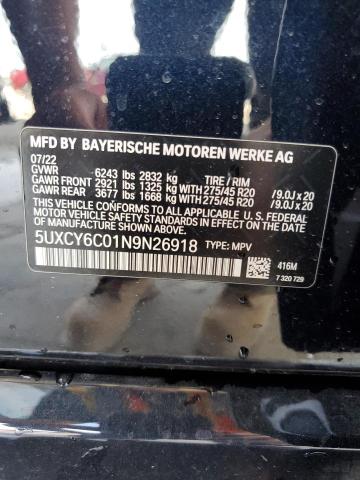 MFD BY BAYERISCHE MOTOREN WERKE AG
07/22
GVWR 6243 lbs 2832 kg TIRE / RIM
GAWR FRONT 2921 lbs 1325 kg WITH 275/45 R20 /9.0J x 20
GAWR REAR 3677 lbs 1668 kg WITH 275/45 R20 /9.0J x 20
THIS VEHICLE CONFORMS TO ALL APPLICABLE
FEDERAL MOTOR VEHICLE SAFETY STANDARDS
IN EFFECT ON THE DATE OF MANUFACTURE SHOWN ABOVE.
5UXCY6C01N9N26918 TYPE: MPV
416M
7 320 729